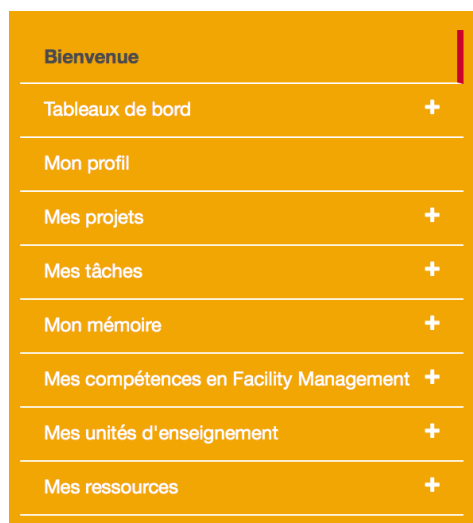 Bienvenue
Tableaux de bord +
Mon profil
Mes projets +
Mes tâches +
Mon mémoire +
Mes compétences en Facility Management +
Mes unités d'enseignement +
Mes ressources +